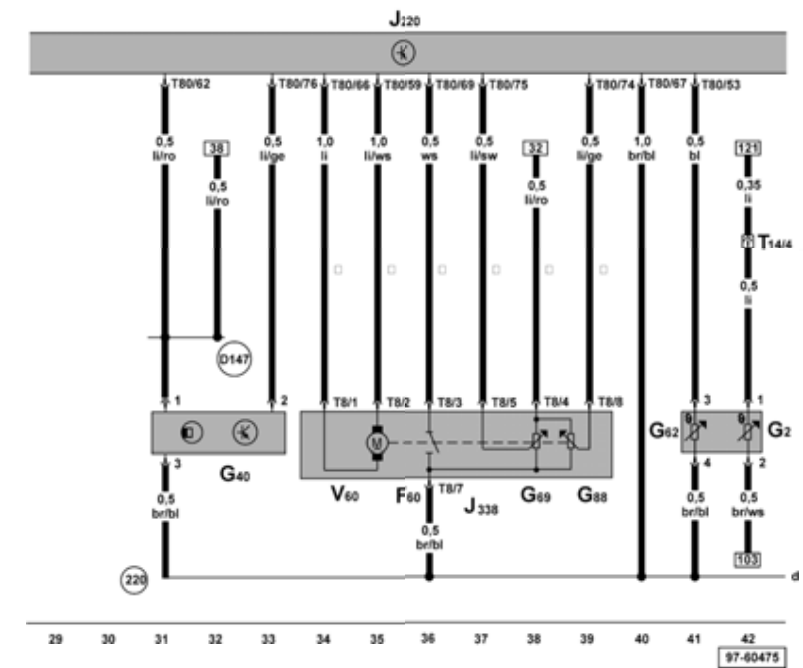 J220
T80/62 T80/76 T80/66 T80/59 T80/69 T80/75 T80/74 T80/67 T80/53
0,5 li/ro
38
0,5 li/ro
0,5 li/ge
1,0 li
1,0 li/ws
0,5 ws
0,5 li/sw
32
0,5 li/ro
0,5 li/ge
1,0 br/bl
0,5 bl
121
0,35 li
T14/4
0,5 li
D147
1 2 T8/1 T8/2 T8/3 T8/5 T8/4 T8/8 3 1
M
G62 G2
3 G40 4 2
V60 F60 T8/7 J338 G69 G88
0,5 br/bl
0,5 br/bl
0,5 br/bl
0,5 br/ws
103
220
d
29 30 31 32 33 34 35 36 37 38 39 40 41 42
97-60475